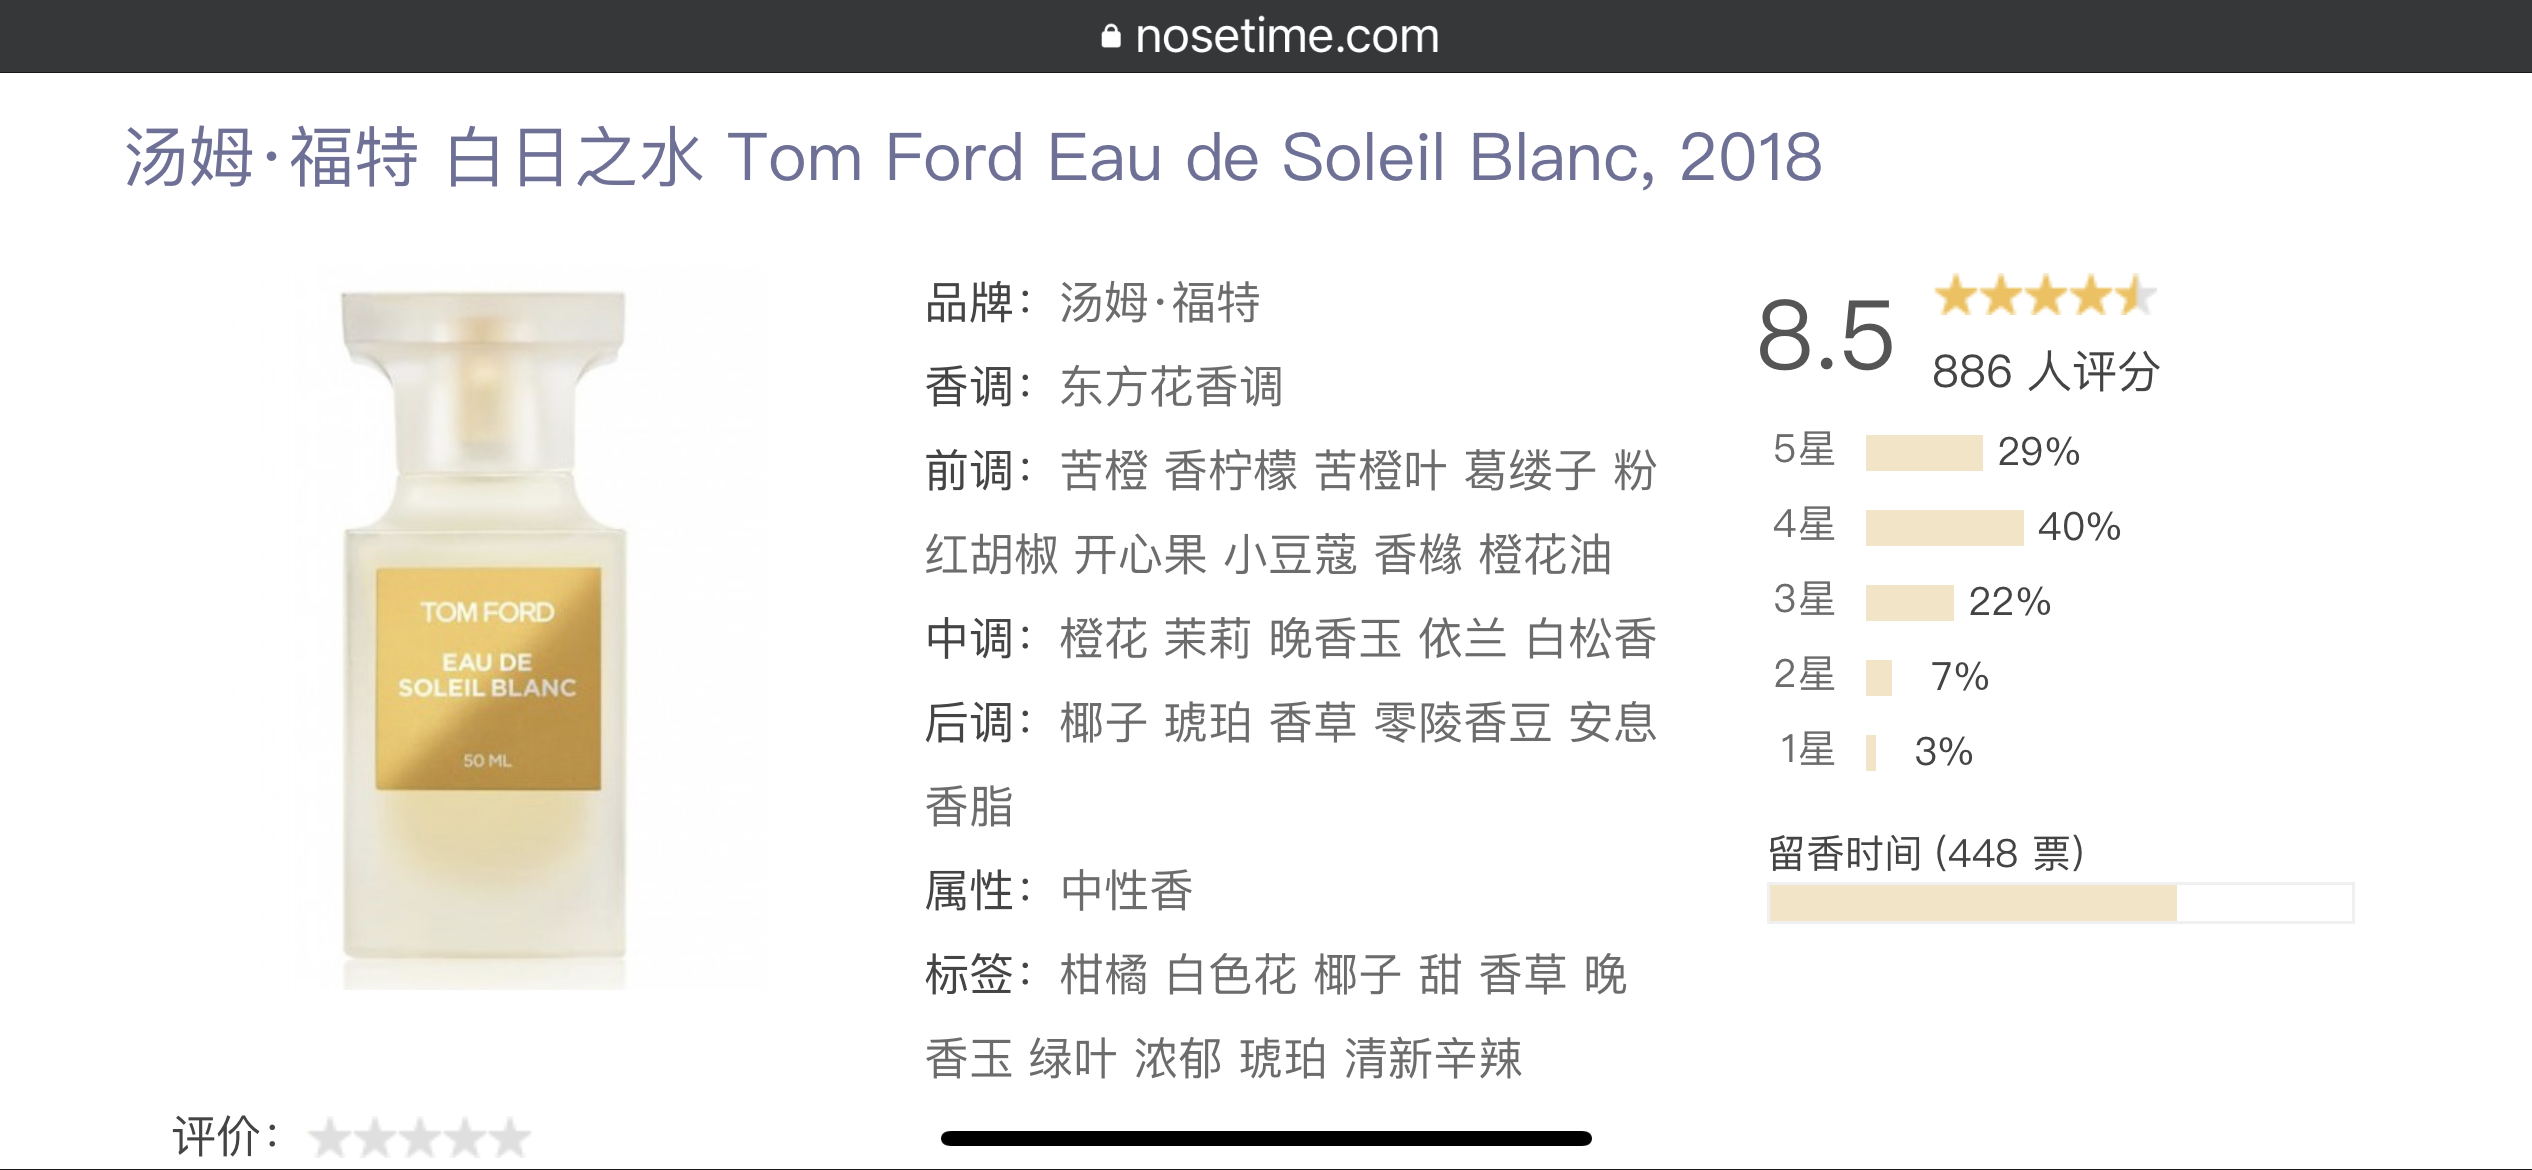 nosetime.com
汤姆·福特 白日之水 Tom Ford Eau de Soleil Blanc, 2018
TOM FORD
EAU DE
SOLEIL BLANC
50 ML
品牌：汤姆·福特
香调：东方花香调
前调：苦橙 香柠檬 苦橙叶 葛缕子 粉
红胡椒 开心果 小豆蔻 香橼 橙花油
中调：橙花 茉莉 晚香玉 依兰 白松香
后调：椰子 琥珀 香草 零陵香豆 安息
香脂
属性：中性香
标签：柑橘 白色花 椰子 甜 香草 晚
香玉 绿叶 浓郁 琥珀 清新辛辣
8.5
886 人评分
5星 29%
4星 40%
3星 22%
2星 7%
1星 3%
留香时间 (448 票)
评价：